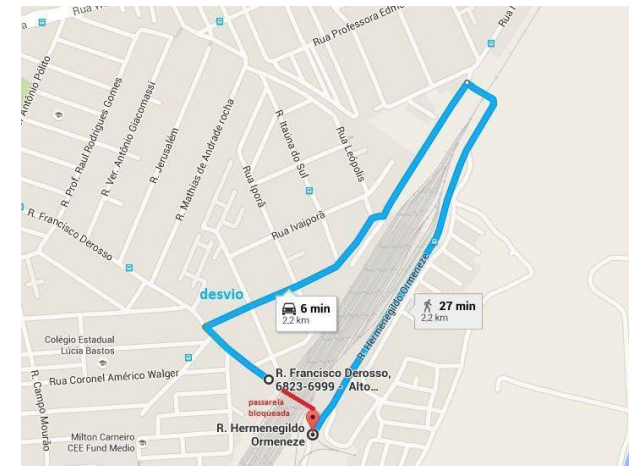 Rua Professora Edm
Antônio Pólito
R. Prof. Raul Rodrigues Gomes
R. Ver. Antônio Giacomassi
R. Jerusalém
R. Mathias de Andrade rocha
R. Itaúna do Sul
Rua Leópolis
Rua Iporã
Rua Ivaiporã
R. Francisco Derosso
desvio
6 min
2,2 km
27 min
2,2 km
R. Hermenegildo Ormeneze
Colégio Estadual
Lúcia Bastos
Rua Coronel Américo Walger
R. Campo Mourão
R. Francisco Derosso,
6823-6999 - Alto...
passarela
bloqueada
R. Hermenegildo
Ormeneze
Milton Carneiro
CEE Fund Medio